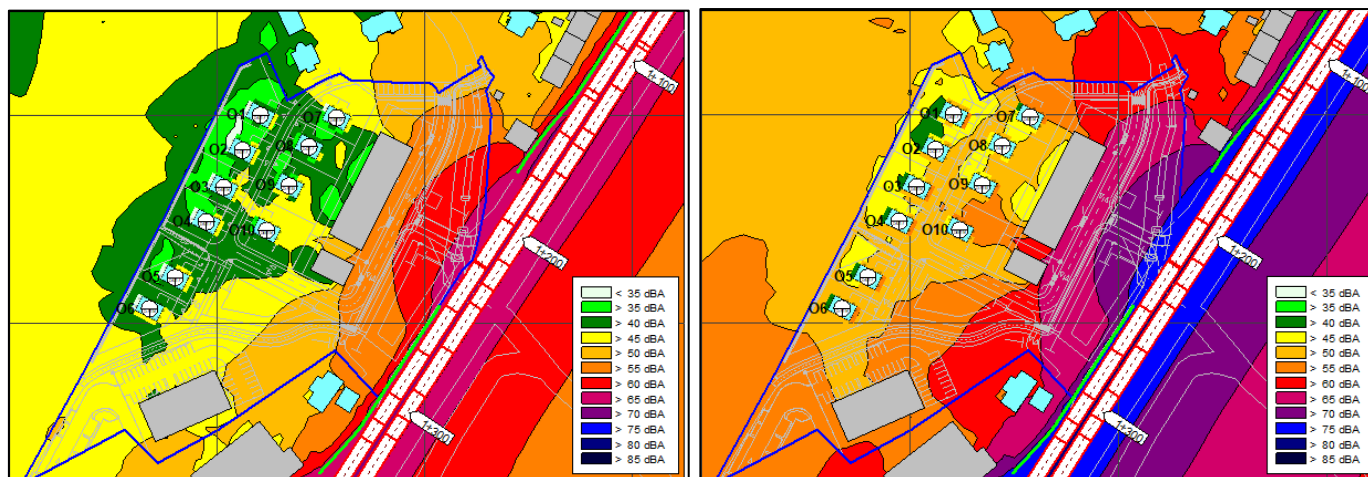 1+100
O1
O7
O2
O8
O3
O9
O4
O10
1+200
O5
O6
1+300
< 35 dBA
> 35 dBA
> 40 dBA
> 45 dBA
> 50 dBA
> 55 dBA
> 60 dBA
> 65 dBA
> 70 dBA
> 75 dBA
> 80 dBA
> 85 dBA
1+100
O1
O7
O2
O8
O3
O9
O4
O10
1+200
O5
O6
1+300
< 35 dBA
> 35 dBA
> 40 dBA
> 45 dBA
> 50 dBA
> 55 dBA
> 60 dBA
> 65 dBA
> 70 dBA
> 75 dBA
> 80 dBA
> 85 dBA